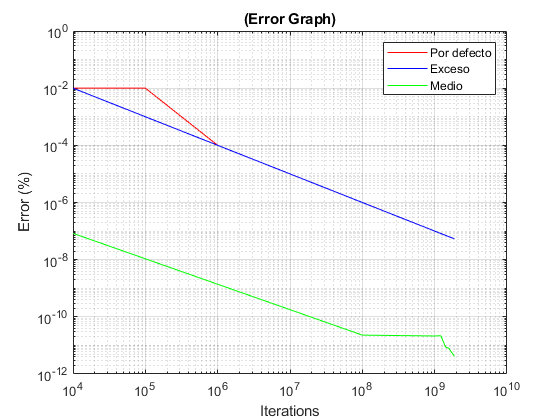 (Error Graph)
10^0
10^-2
10^-4
10^-6
10^-8
10^-10
10^-12
Error (%)
Por defecto
Exceso
Medio
10^4 10^5 10^6 10^7 10^8 10^9 10^10
Iterations